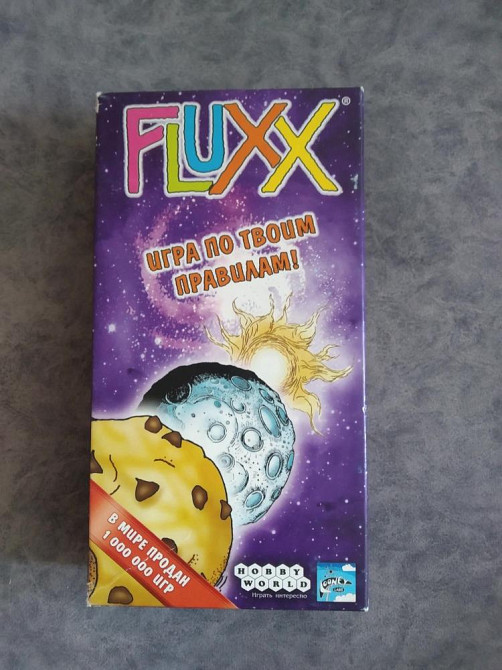 FLUXX®
ИГРА ПО ТВОИМ
ПРАВИЛАМ!
В МИРЕ ПРОДАН
1 000 000 ИГР
HOBBY
WORLD
Играть интересно